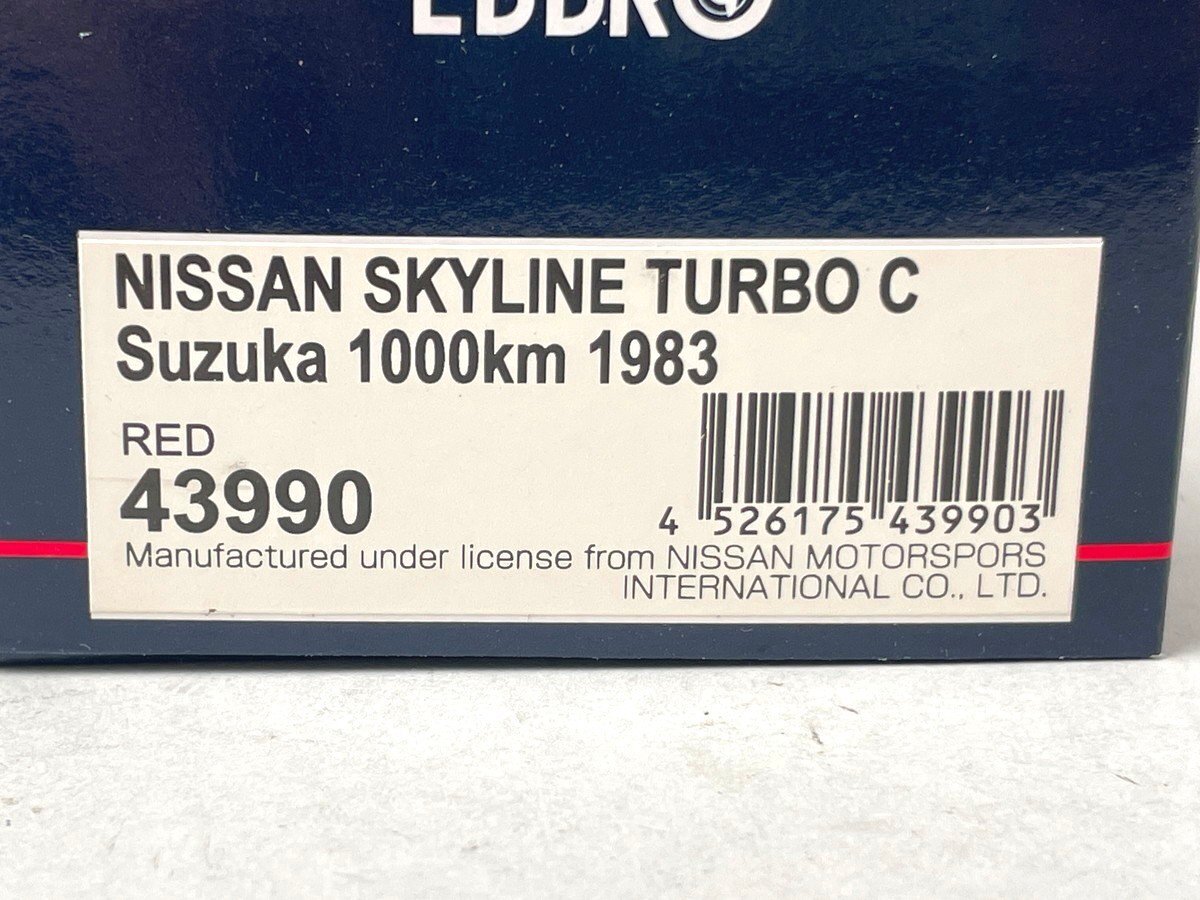 EBBRO
NISSAN SKYLINE TURBO C
Suzuka 1000km 1983
RED
43990
4 526175 439903
Manufactured under license from NISSAN MOTORSPORS
INTERNATIONAL CO., LTD.